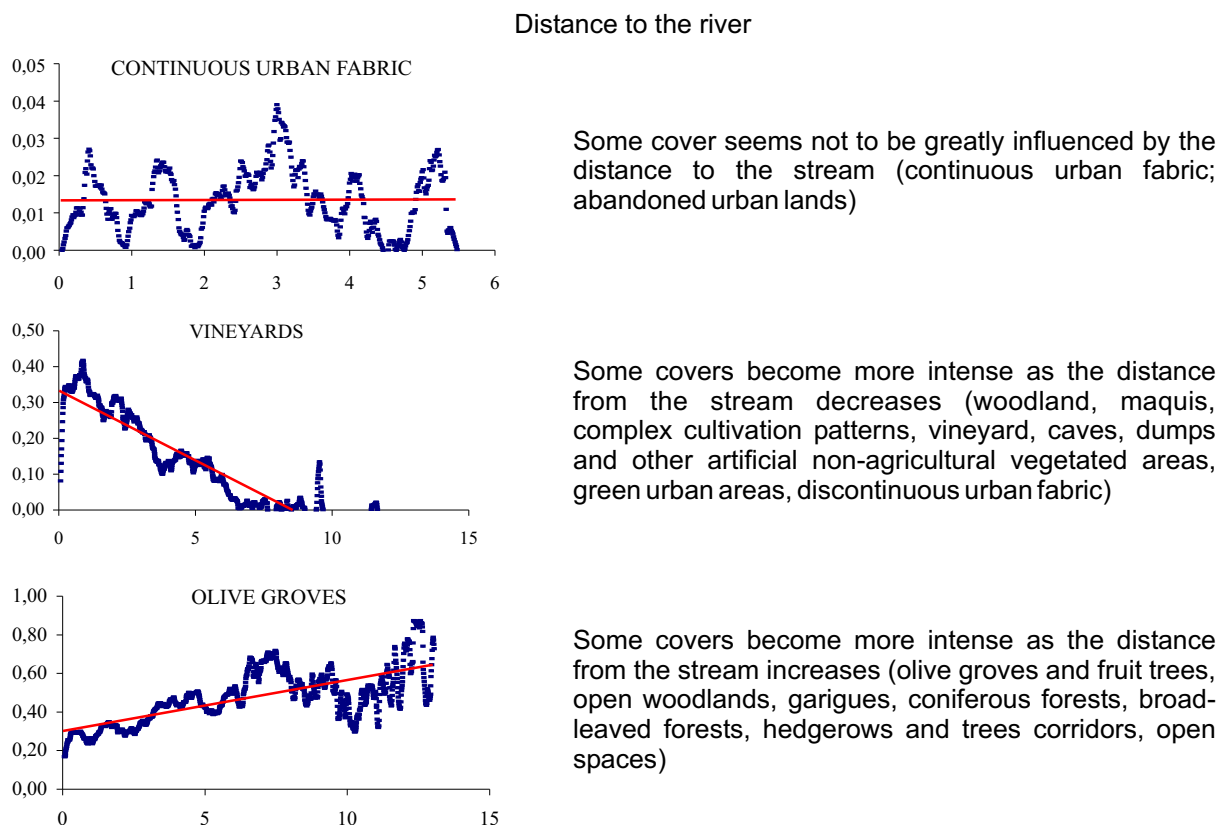 Distance to the river
0,05
CONTINUOUS URBAN FABRIC
0,04
0,03
0,02
0,01
0,00
0
1
2
3
4
5
6
Some cover seems not to be greatly influenced by the
distance to the stream (continuous urban fabric;
abandoned urban lands)
0,50
VINEYARDS
0,40
0,30
0,20
0,10
0,00
0
5
10
15
Some covers become more intense as the distance
from the stream decreases (woodland, maquis,
complex cultivation patterns, vineyard, caves, dumps
and other artificial non-agricultural vegetated areas,
green urban areas, discontinuous urban fabric)
1,00
OLIVE GROVES
0,80
0,60
0,40
0,20
0,00
0
5
10
15
Some covers become more intense as the distance
from the stream increases (olive groves and fruit trees,
open woodlands, garigues, coniferous forests, broad-
leaved forests, hedgerows and trees corridors, open
spaces)